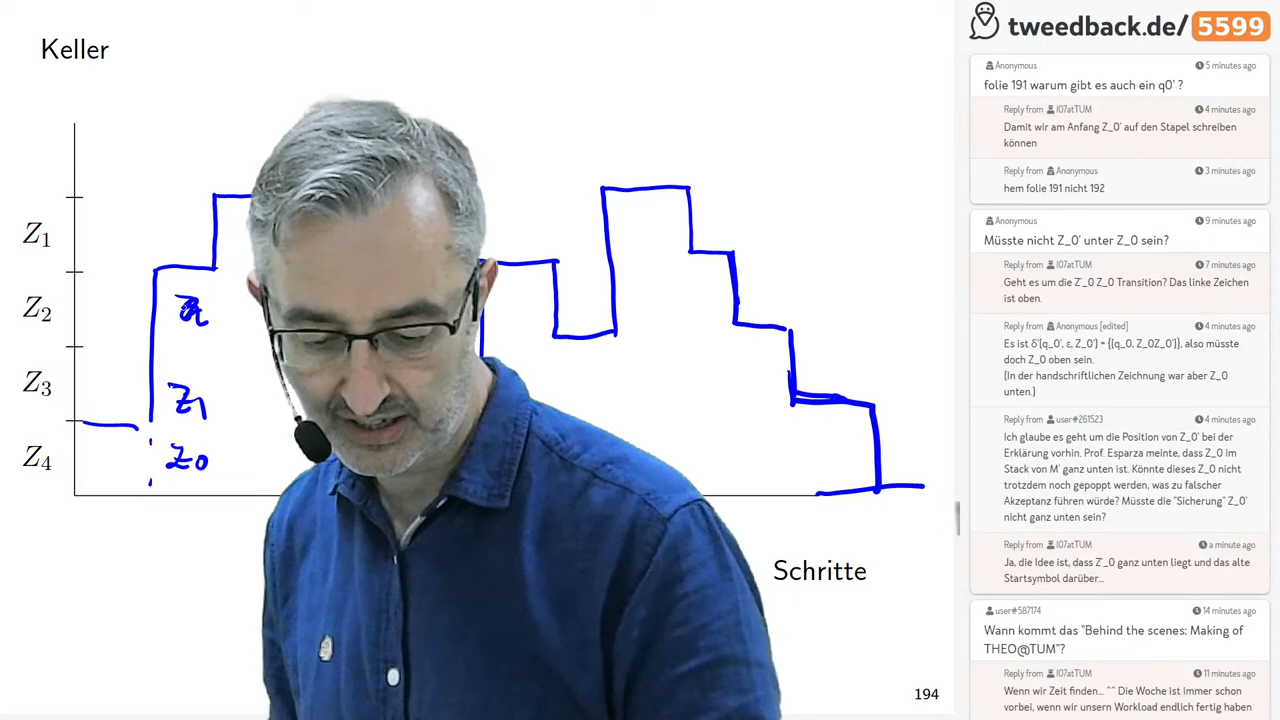 Keller
Z1
Z2
Z3
Z4
Z1
Z0
Schritte
194
tweedback.de/ 5599
Anonymous 5 minutes ago
folie 191 warum gibt es auch ein q0' ?
Reply from I07atTUM 4 minutes ago
Damit wir am Anfang Z_0' auf den Stapel schreiben
können
Reply from Anonymous 3 minutes ago
hem folie 191 nicht 192
Anonymous 9 minutes ago
Müsste nicht Z_0' unter Z_0 sein?
Reply from I07atTUM 7 minutes ago
Geht es um die Z'_0 Z_0 Transition? Das linke Zeichen
ist oben.
Reply from Anonymous [edited] 4 minutes ago
Es ist δ'(q_0', ε, Z_0') = {(q_0, Z_0Z_0')}, also müsste
doch Z_0 oben sein.
(In der handschriftlichen Zeichnung war aber Z_0
unten.)
Reply from user#261523 4 minutes ago
Ich glaube es geht um die Position von Z_0' bei der
Erklärung vorhin. Prof. Esparza meinte, dass Z_0 im
Stack von M' ganz unten ist. Könnte dieses Z_0 nicht
trotzdem noch gepoppt werden, was zu falscher
Akzeptanz führen würde? Müsste die "Sicherung" Z_0'
nicht ganz unten sein?
Reply from I07atTUM a minute ago
Ja, die Idee ist, dass Z'_0 ganz unten liegt und das alte
Startsymbol darüber...
user#587174 14 minutes ago
Wann kommt das "Behind the scenes: Making of
THEO@TUM"?
Reply from I07atTUM 11 minutes ago
Wenn wir Zeit finden... ^^ Die Woche ist immer schon
vorbei, wenn wir unsern Workload endlich fertig haben